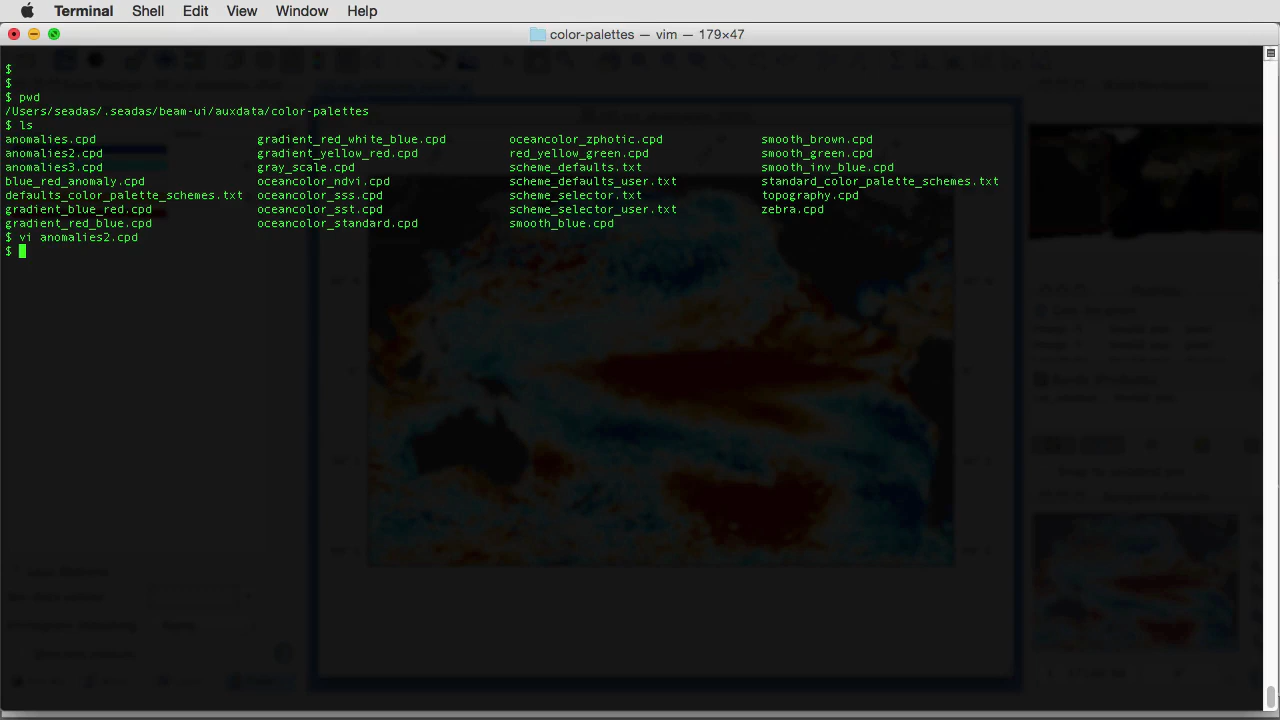 Terminal Shell Edit View Window Help
color-palettes — vim — 179×47
$
$
$ pwd
/Users/seadas/.seadas/beam-ui/auxdata/color-palettes
$ ls
anomalies.cpd gradient_red_white_blue.cpd oceancolor_zphotic.cpd smooth_brown.cpd
anomalies2.cpd gradient_yellow_red.cpd red_yellow_green.cpd smooth_green.cpd
anomalies3.cpd gray_scale.cpd scheme_defaults.txt smooth_inv_blue.cpd
blue_red_anomaly.cpd oceancolor_ndvi.cpd scheme_defaults_user.txt standard_color_palette_schemes.txt
defaults_color_palette_schemes.txt oceancolor_sss.cpd scheme_selector.txt topography.cpd
gradient_blue_red.cpd oceancolor_sst.cpd scheme_selector_user.txt zebra.cpd
gradient_red_blue.cpd oceancolor_standard.cpd smooth_blue.cpd
$ vi anomalies2.cpd
$